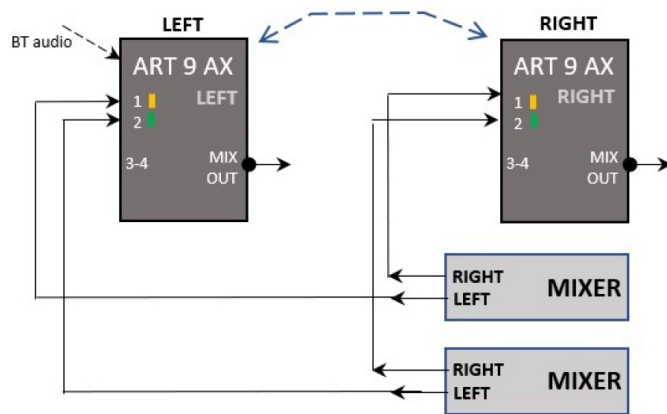 LEFT
RIGHT
BT audio
ART 9 AX
LEFT
1
2
3-4
MIX
OUT
ART 9 AX
RIGHT
1
2
3-4
MIX
OUT
RIGHT
LEFT
MIXER
RIGHT
LEFT
MIXER